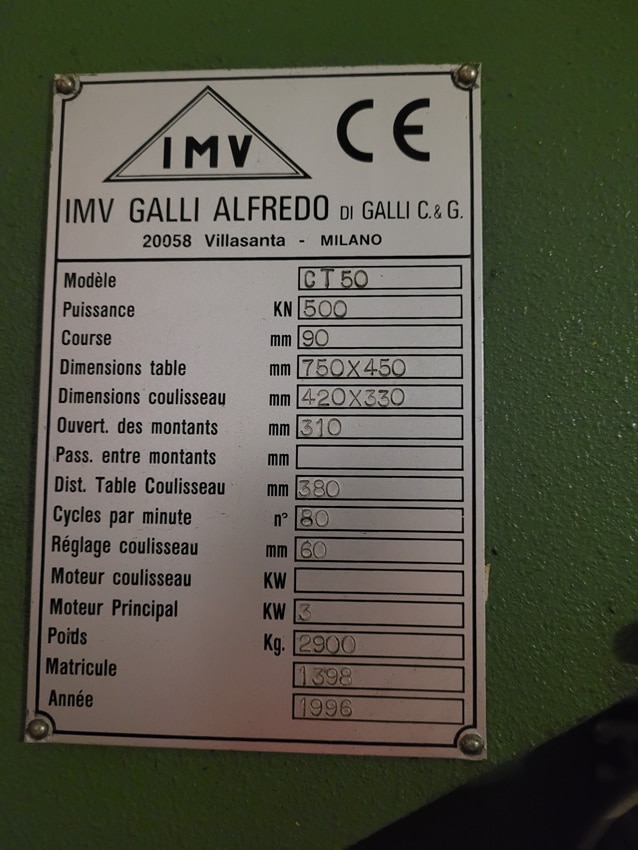 IMV
CE
IMV GALLI ALFREDO DI GALLI C.& G.
20058 Villasanta - MILANO
Modèle CT50
Puissance KN 500
Course mm 90
Dimensions table mm 750X450
Dimensions coulisseau mm 420X330
Ouvert. des montants mm 310
Pass. entre montants mm
Dist. Table Coulisseau mm 380
Cycles par minute n° 80
Réglage coulisseau mm 60
Moteur coulisseau KW
Moteur Principal KW 3
Poids Kg. 2900
Matricule 1398
Année 1996